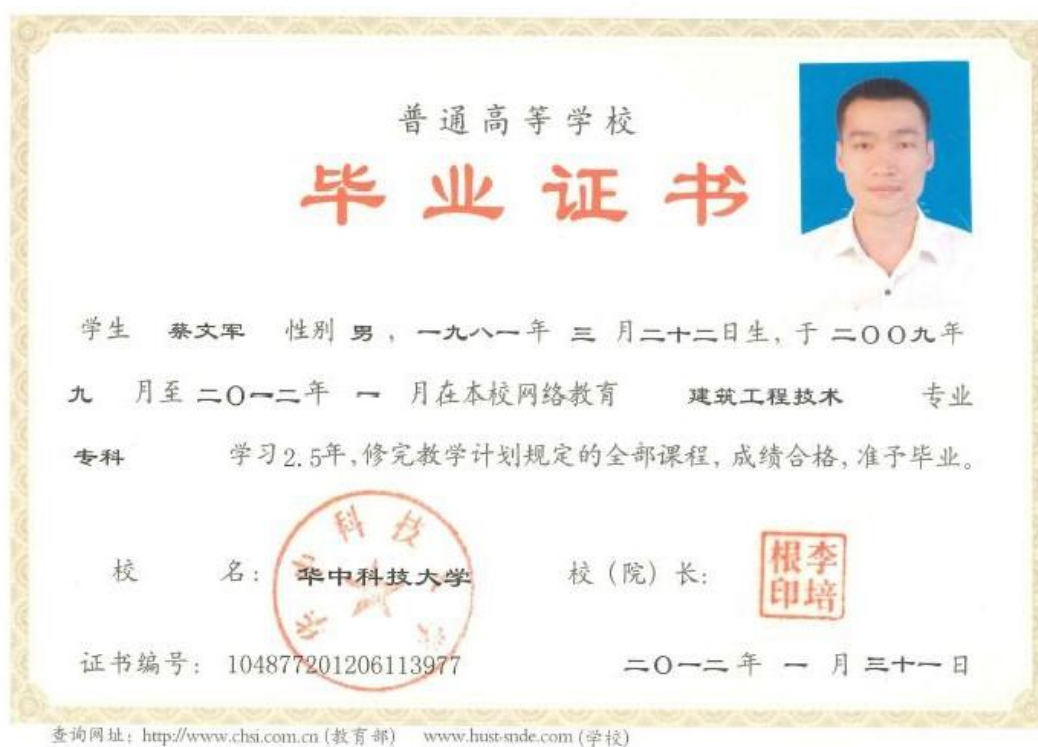 普通高等学校
毕业证书
学生 蔡文军 性别 男，一九八一年 三 月二十二日生，于 二〇〇九年
九 月至 二〇一二年 一 月在本校网络教育 建筑工程技术 专业
专科 学习2.5年，修完教学计划规定的全部课程，成绩合格，准予毕业。
校 名： 华中科技大学 校（院）长： 李培根印
证书编号： 104877201206113977 二〇一二年 一 月 三十一日
查询网址：http://www.chsi.com.cn (教育部) www.hust-snde.com (学校)